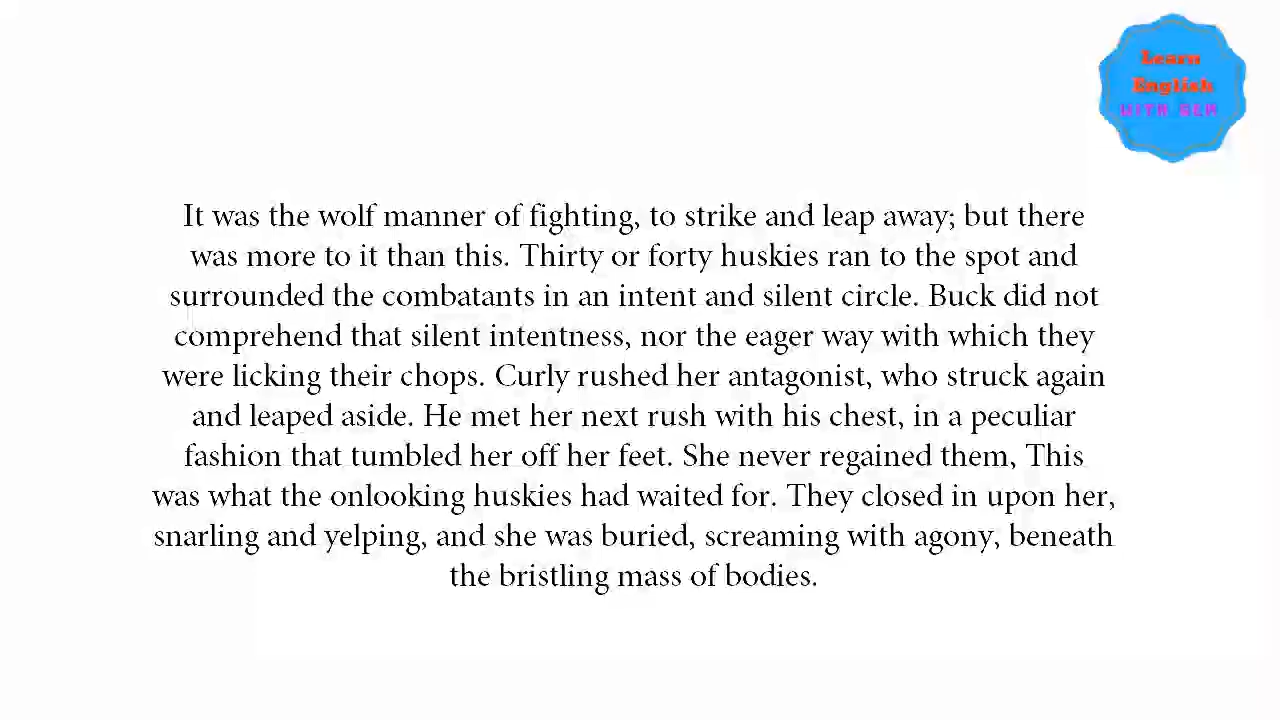 Learn
English
WITH BEN
It was the wolf manner of fighting, to strike and leap away; but there
was more to it than this. Thirty or forty huskies ran to the spot and
surrounded the combatants in an intent and silent circle. Buck did not
comprehend that silent intentness, nor the eager way with which they
were licking their chops. Curly rushed her antagonist, who struck again
and leaped aside. He met her next rush with his chest, in a peculiar
fashion that tumbled her off her feet. She never regained them, This
was what the onlooking huskies had waited for. They closed in upon her,
snarling and yelping, and she was buried, screaming with agony, beneath
the bristling mass of bodies.